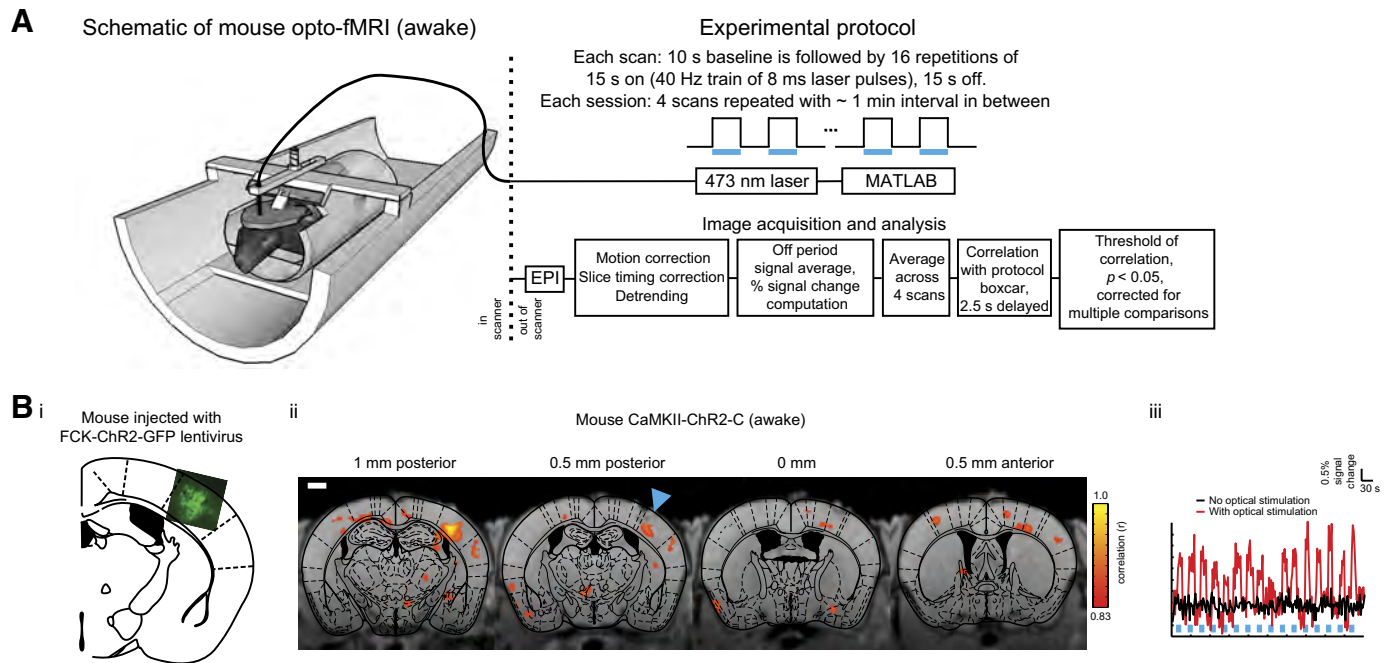 A
Schematic of mouse opto-fMRI (awake)
Experimental protocol
Each scan: 10 s baseline is followed by 16 repetitions of
15 s on (40 Hz train of 8 ms laser pulses), 15 s off.
Each session: 4 scans repeated with ~ 1 min interval in between
...
473 nm laser
MATLAB
Image acquisition and analysis
in
scanner
out of
scanner
EPI
Motion correction
Slice timing correction
Detrending
Off period
signal average,
% signal change
computation
Average
across
4 scans
Correlation
with protocol
boxcar,
2.5 s delayed
Threshold of
correlation,
p < 0.05,
corrected for
multiple comparisons
B
i
Mouse injected with
FCK-ChR2-GFP lentivirus
ii
Mouse CaMKII-ChR2-C (awake)
1 mm posterior
0.5 mm posterior
0 mm
0.5 mm anterior
1.0
correlation (r)
0.83
iii
0.5%
signal
change
30 s
No optical stimulation
With optical stimulation